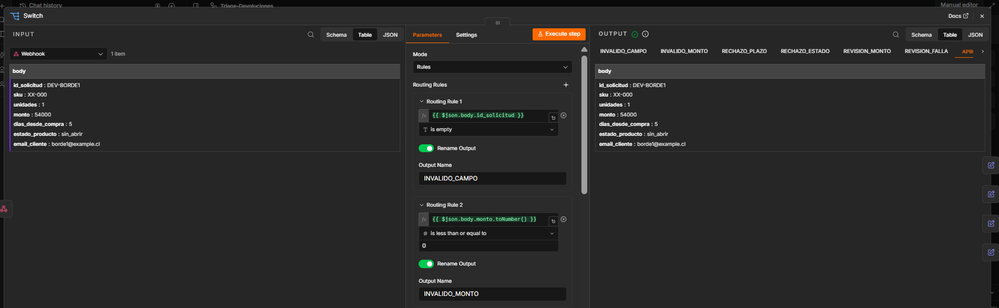 Chat history
Triage-Devoluciones
Manual editor
Switch
Docs
INPUT
Schema
Table
JSON
Webhook
1 item
body
id_solicitud : DEV-BORDE1
sku : XX-000
unidades : 1
monto : 54000
dias_desde_compra : 5
estado_producto : sin_abrir
email_cliente : borde1@example.cl
Parameters
Settings
Execute step
Mode
Rules
Routing Rules
Routing Rule 1
fx {{ $json.body.id_solicitud }}
T is empty
Rename Output
Output Name
INVALIDO_CAMPO
Routing Rule 2
fx {{ $json.body.monto.toNumber() }}
# is less than or equal to
0
Rename Output
Output Name
INVALIDO_MONTO
OUTPUT
Schema
Table
JSON
INVALIDO_CAMPO
INVALIDO_MONTO
RECHAZO_PLAZO
RECHAZO_ESTADO
REVISION_MONTO
REVISION_FALLA
APR
body
id_solicitud : DEV-BORDE1
sku : XX-000
unidades : 1
monto : 54000
dias_desde_compra : 5
estado_producto : sin_abrir
email_cliente : borde1@example.cl